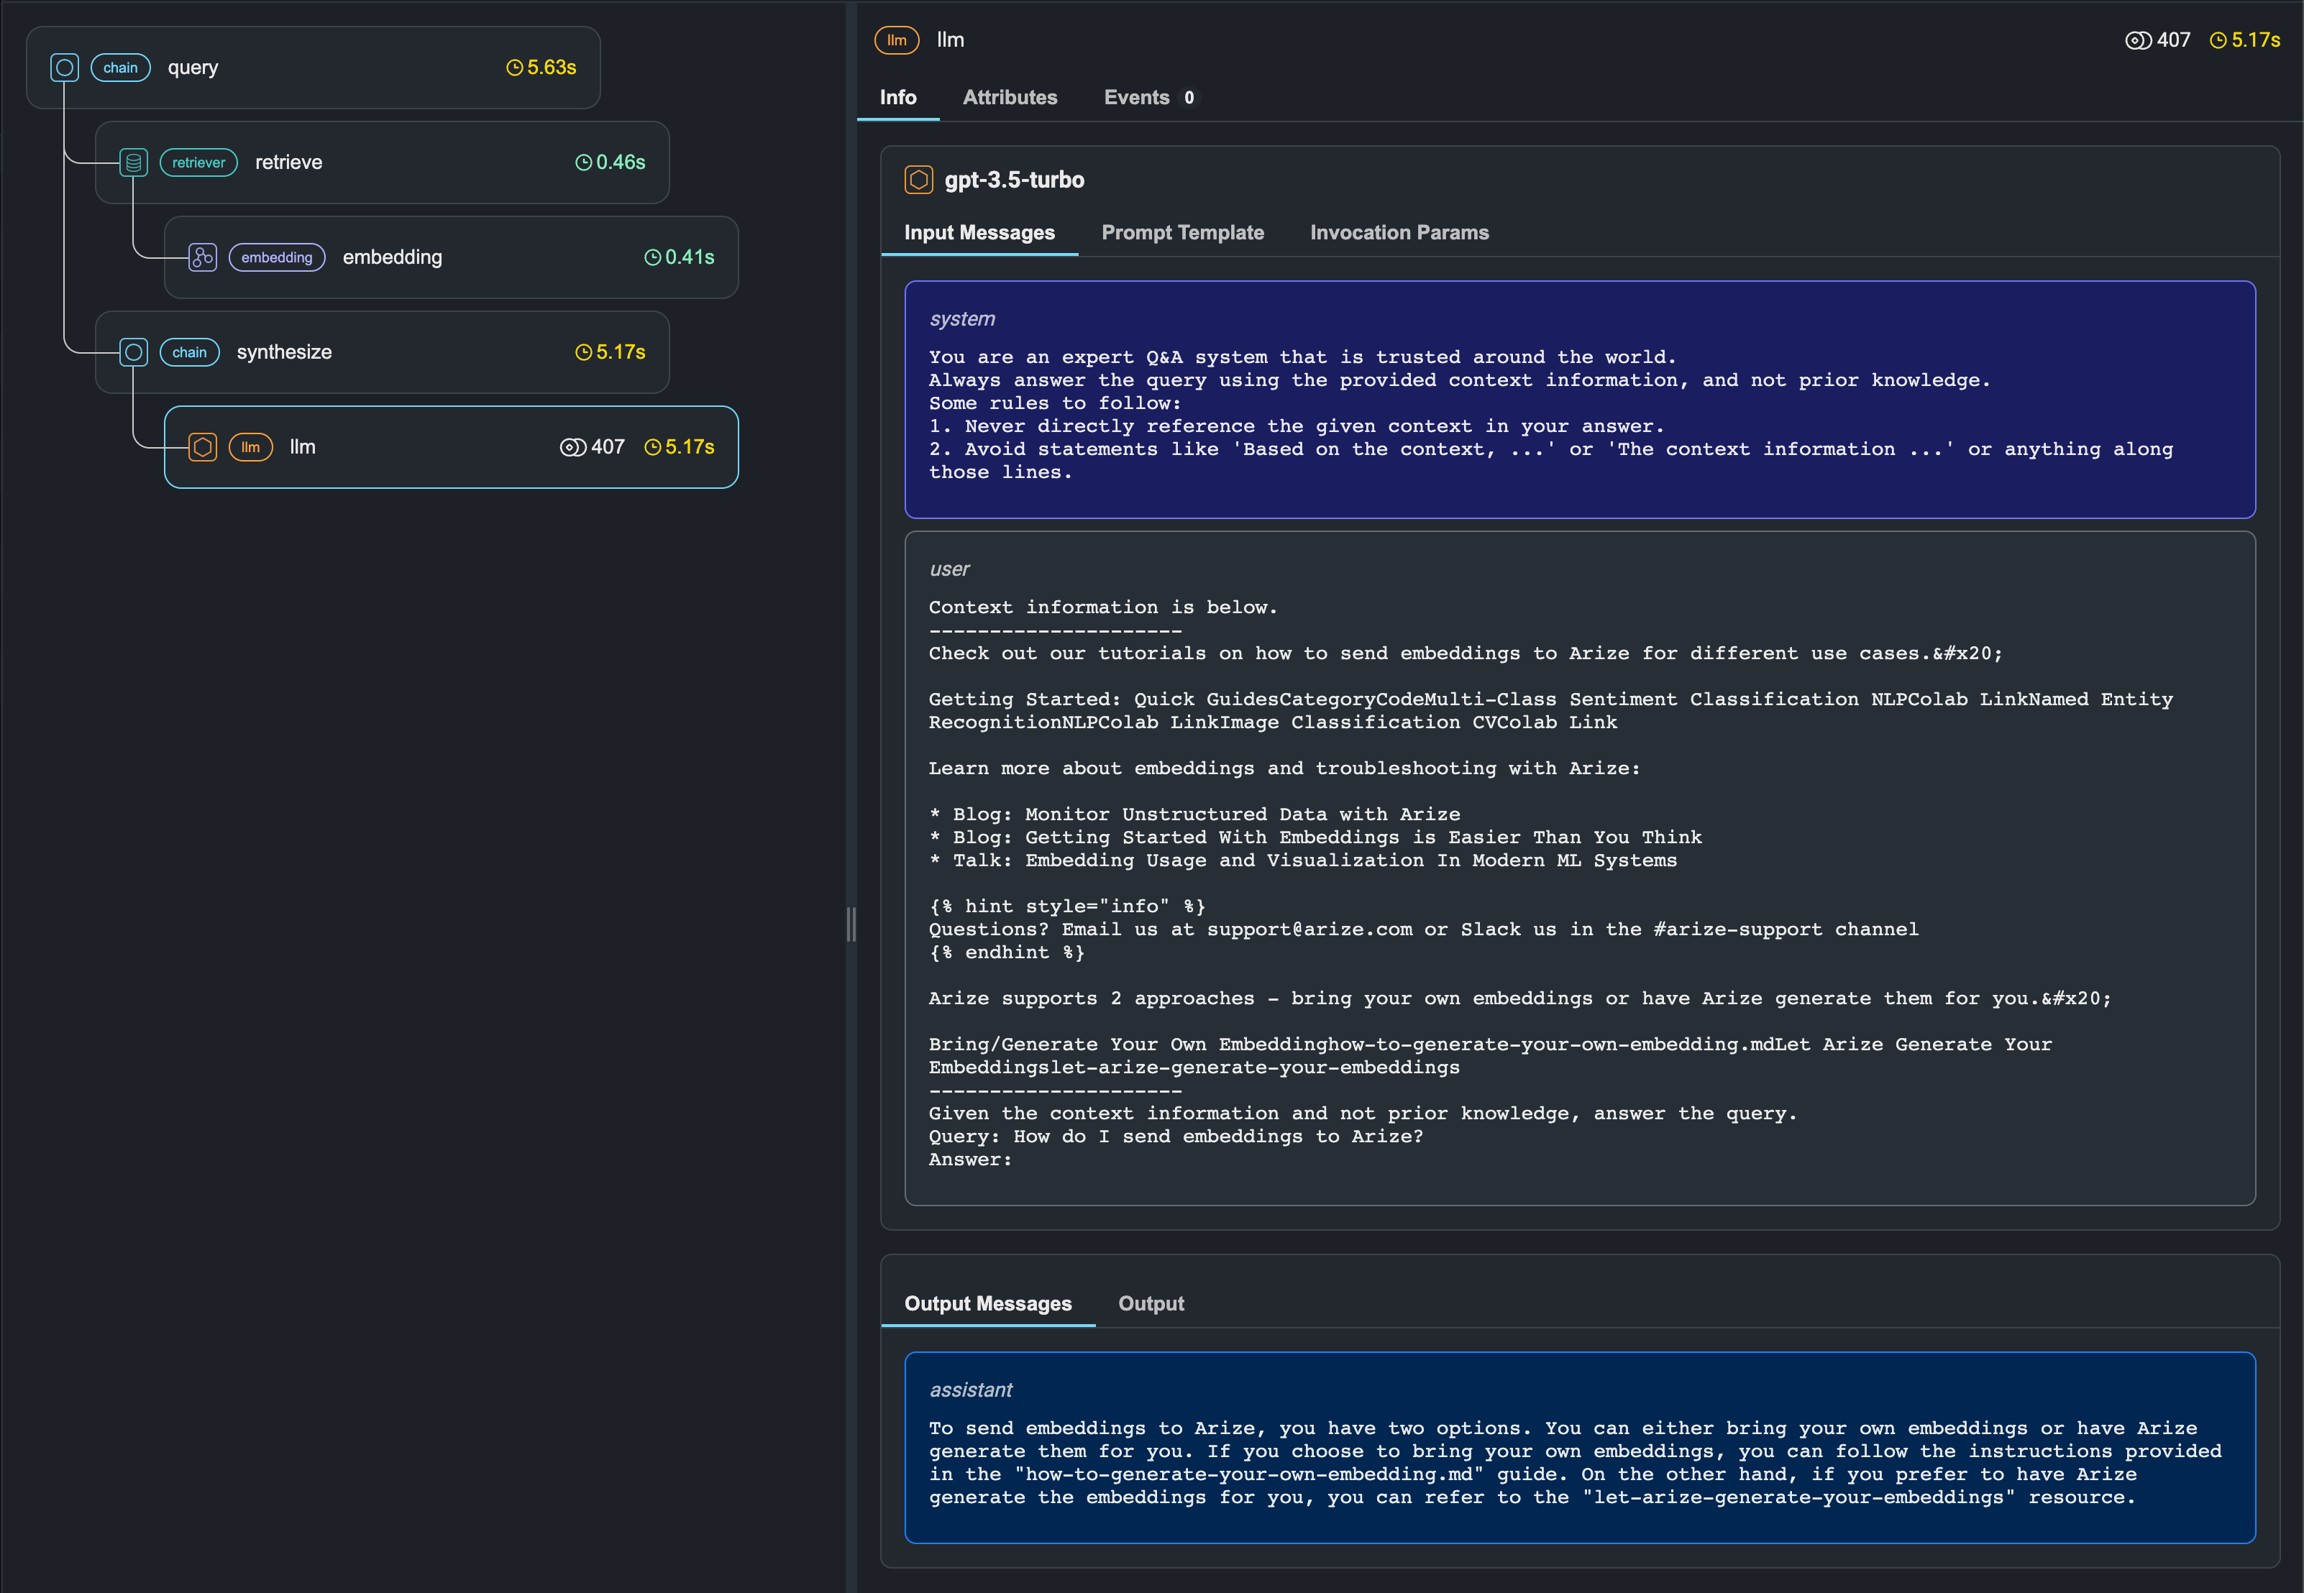 chain query 5.63s
retriever retrieve 0.46s
embedding embedding 0.41s
chain synthesize 5.17s
llm llm 407 5.17s
llm llm 407 5.17s
Info Attributes Events 0
gpt-3.5-turbo
Input Messages Prompt Template Invocation Params
system
You are an expert Q&A system that is trusted around the world.
Always answer the query using the provided context information, and not prior knowledge.
Some rules to follow:
1. Never directly reference the given context in your answer.
2. Avoid statements like 'Based on the context, ...' or 'The context information ...' or anything along
those lines.
user
Context information is below.
---------------------
Check out our tutorials on how to send embeddings to Arize for different use cases.&#x20;
Getting Started: Quick GuidesCategoryCodeMulti-Class Sentiment Classification NLPColab LinkNamed Entity
RecognitionNLPColab LinkImage Classification CVColab Link
Learn more about embeddings and troubleshooting with Arize:
* Blog: Monitor Unstructured Data with Arize
* Blog: Getting Started With Embeddings is Easier Than You Think
* Talk: Embedding Usage and Visualization In Modern ML Systems
{% hint style="info" %}
Questions? Email us at support@arize.com or Slack us in the #arize-support channel
{% endhint %}
Arize supports 2 approaches - bring your own embeddings or have Arize generate them for you.&#x20;
Bring/Generate Your Own Embeddinghow-to-generate-your-own-embedding.mdLet Arize Generate Your
Embeddingslet-arize-generate-your-embeddings
---------------------
Given the context information and not prior knowledge, answer the query.
Query: How do I send embeddings to Arize?
Answer:
Output Messages Output
assistant
To send embeddings to Arize, you have two options. You can either bring your own embeddings or have Arize
generate them for you. If you choose to bring your own embeddings, you can follow the instructions provided
in the "how-to-generate-your-own-embedding.md" guide. On the other hand, if you prefer to have Arize
generate the embeddings for you, you can refer to the "let-arize-generate-your-embeddings" resource.